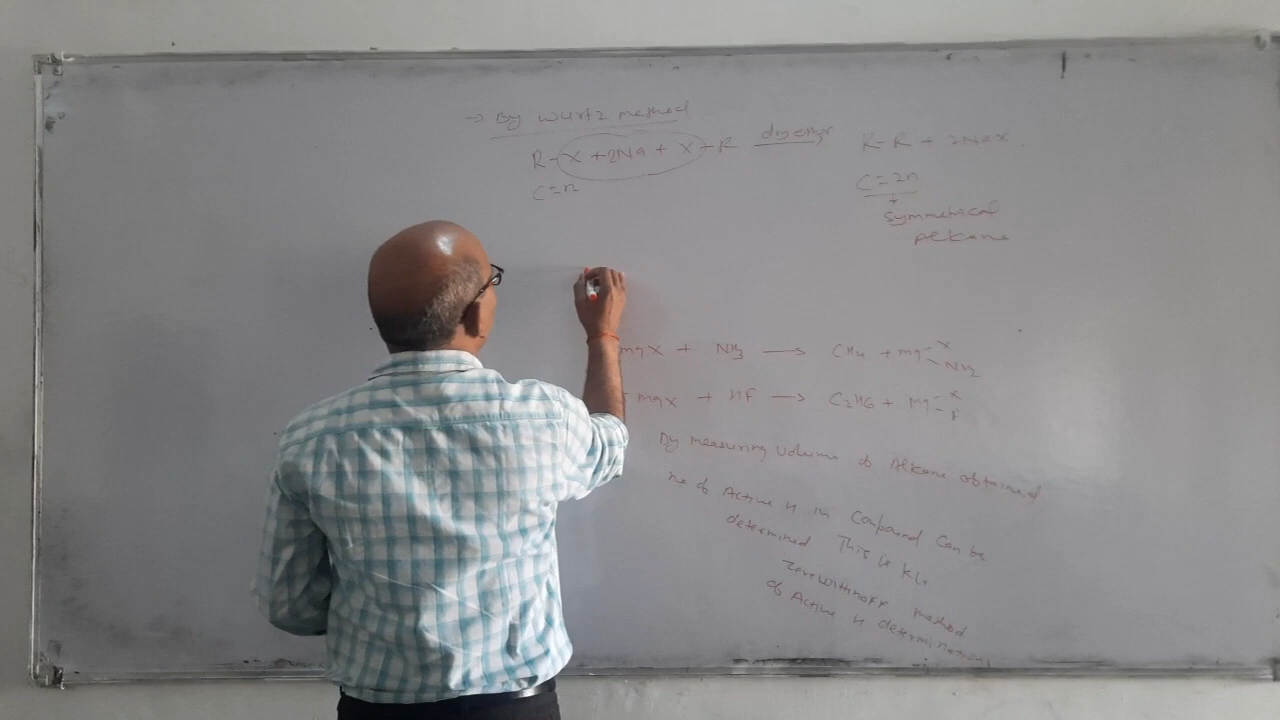 → By wurtz method
R-X + 2Na + X-R dry ether R-R + 2NaX
C=n C=2n
Symmetrical
Alkane
mgX + NH3 → CH4 + mg-X-NH2
mgX + HF → C2H6 + Mg-X-F
By measuring volume of Alkane obtained
no of Active H in Compound Can be
determined This is k/s
Zerewithnoff method
of Active H determination